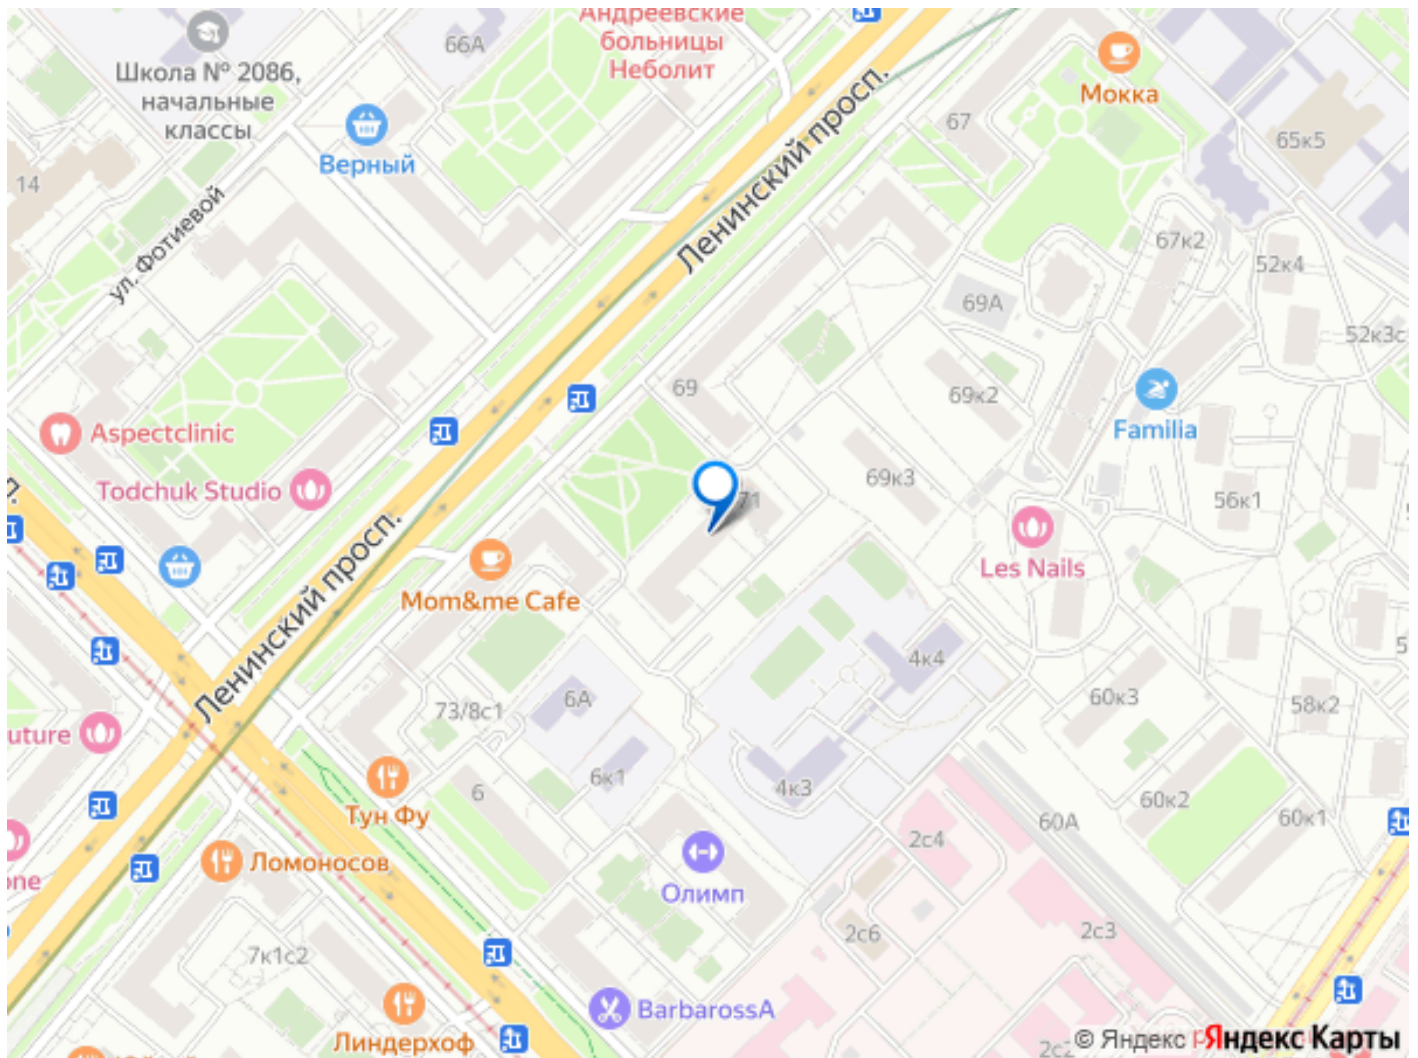 Андреевские
больницы
Неболит
66А
Школа № 2086,
начальные
классы
Мокка
67
65к5
Верный
14
ул. Фотиевой
Ленинский просп.
67к2
52к4
69А
52к3с
69
69к2
Familia
Aspectclinic
Todchuk Studio
69к3
71
56к1
Ленинский просп.
Les Nails
Mom&me Cafe
4к4
6А
60к3
58к2
73/8с1
uture
6к1
4к3
6
60к2
60к1
Тун Фу
60А
2с4
Ломоносов
one
Олимп
2с6
2с3
7к1с2
BarbarossA
Линдерхоф
© Яндекс
Яндекс Карты